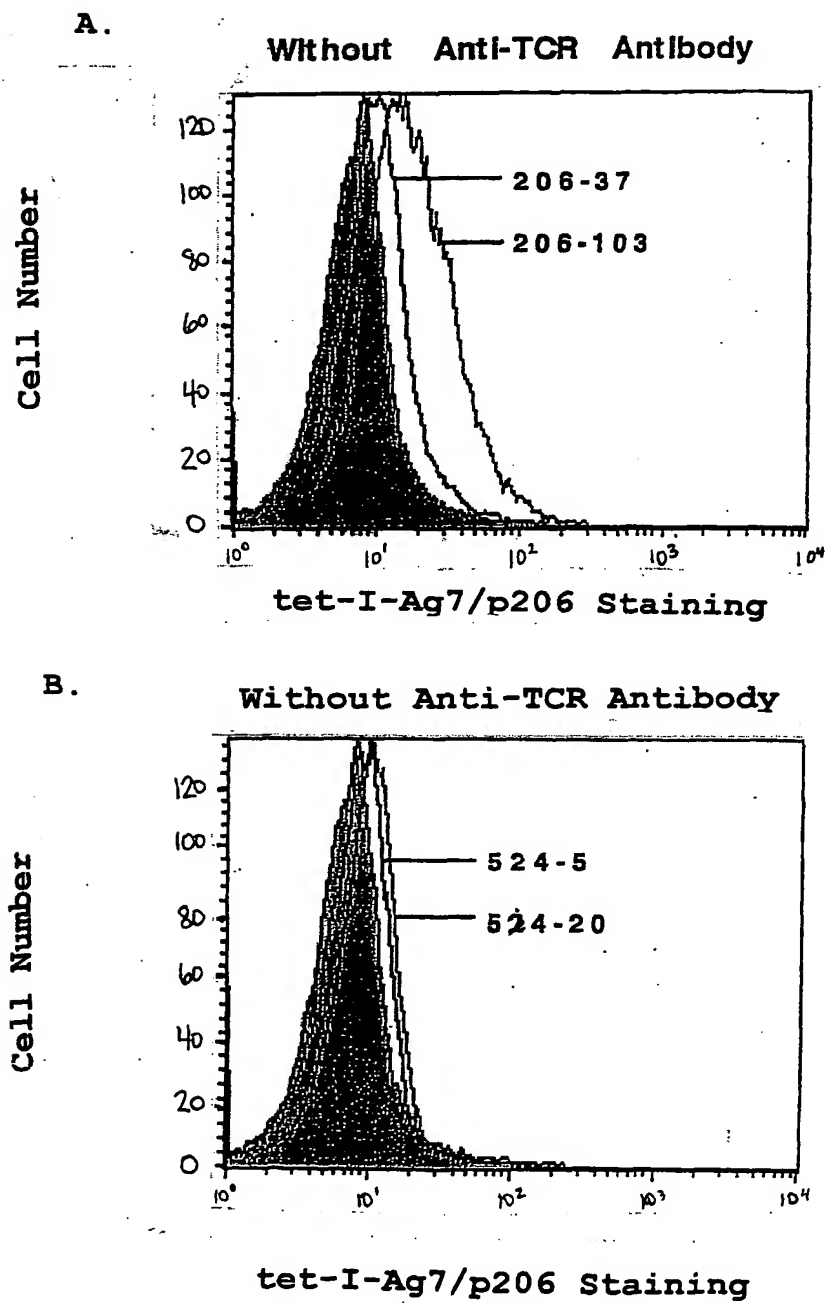 A.
Without Anti-TCR Antibody
120
100
80
60
40
20
0
Cell Number
206-37
206-103
10⁰ 10¹ 10² 10³ 10⁴
tet-I-Ag7/p206 Staining
B.
Without Anti-TCR Antibody
120
100
80
60
40
20
0
Cell Number
524-5
524-20
10⁰ 10¹ 10² 10³ 10⁴
tet-I-Ag7/p206 Staining